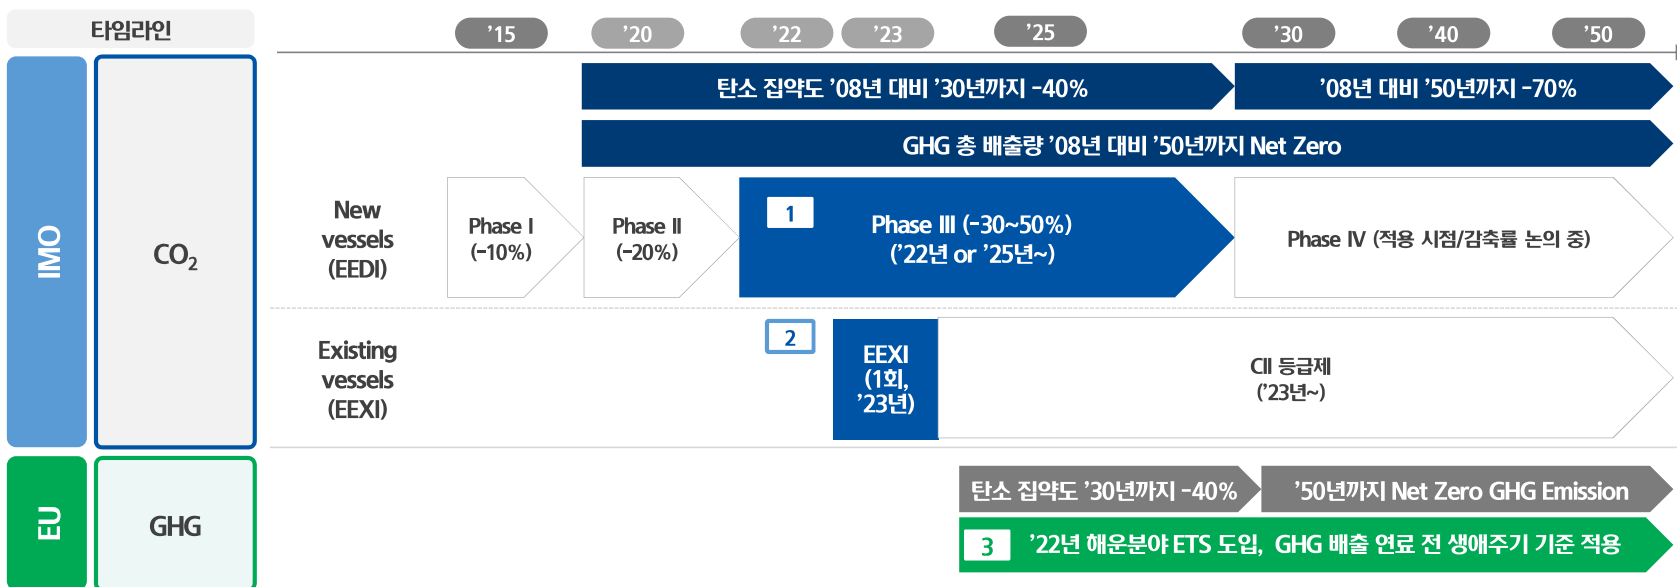 타임라인
’15
’20
’22
’23
’25
’30
’40
’50
IMO
CO₂
탄소 집약도 ’08년 대비 ’30년까지 -40%
’08년 대비 ’50년까지 -70%
GHG 총 배출량 ’08년 대비 ’50년까지 Net Zero
New
vessels
(EEDI)
Phase Ⅰ
(-10%)
Phase Ⅱ
(-20%)
1
Phase Ⅲ (-30~50%)
(’22년 or ’25년~)
Phase Ⅳ (적용 시점/감축률 논의 중)
Existing
vessels
(EEXI)
2
EEXI
(1회,
’23년)
CII 등급제
(’23년~)
EU
GHG
탄소 집약도 ’30년까지 -40%
’50년까지 Net Zero GHG Emission
3
’22년 해운분야 ETS 도입, GHG 배출 연료 전 생애주기 기준 적용